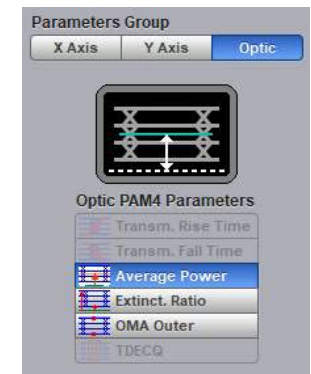 Parameters Group
X Axis Y Axis Optic
Optic PAM4 Parameters
Transm. Rise Time
Transm. Fall Time
Average Power
Extinct. Ratio
OMA Outer
TDECQ